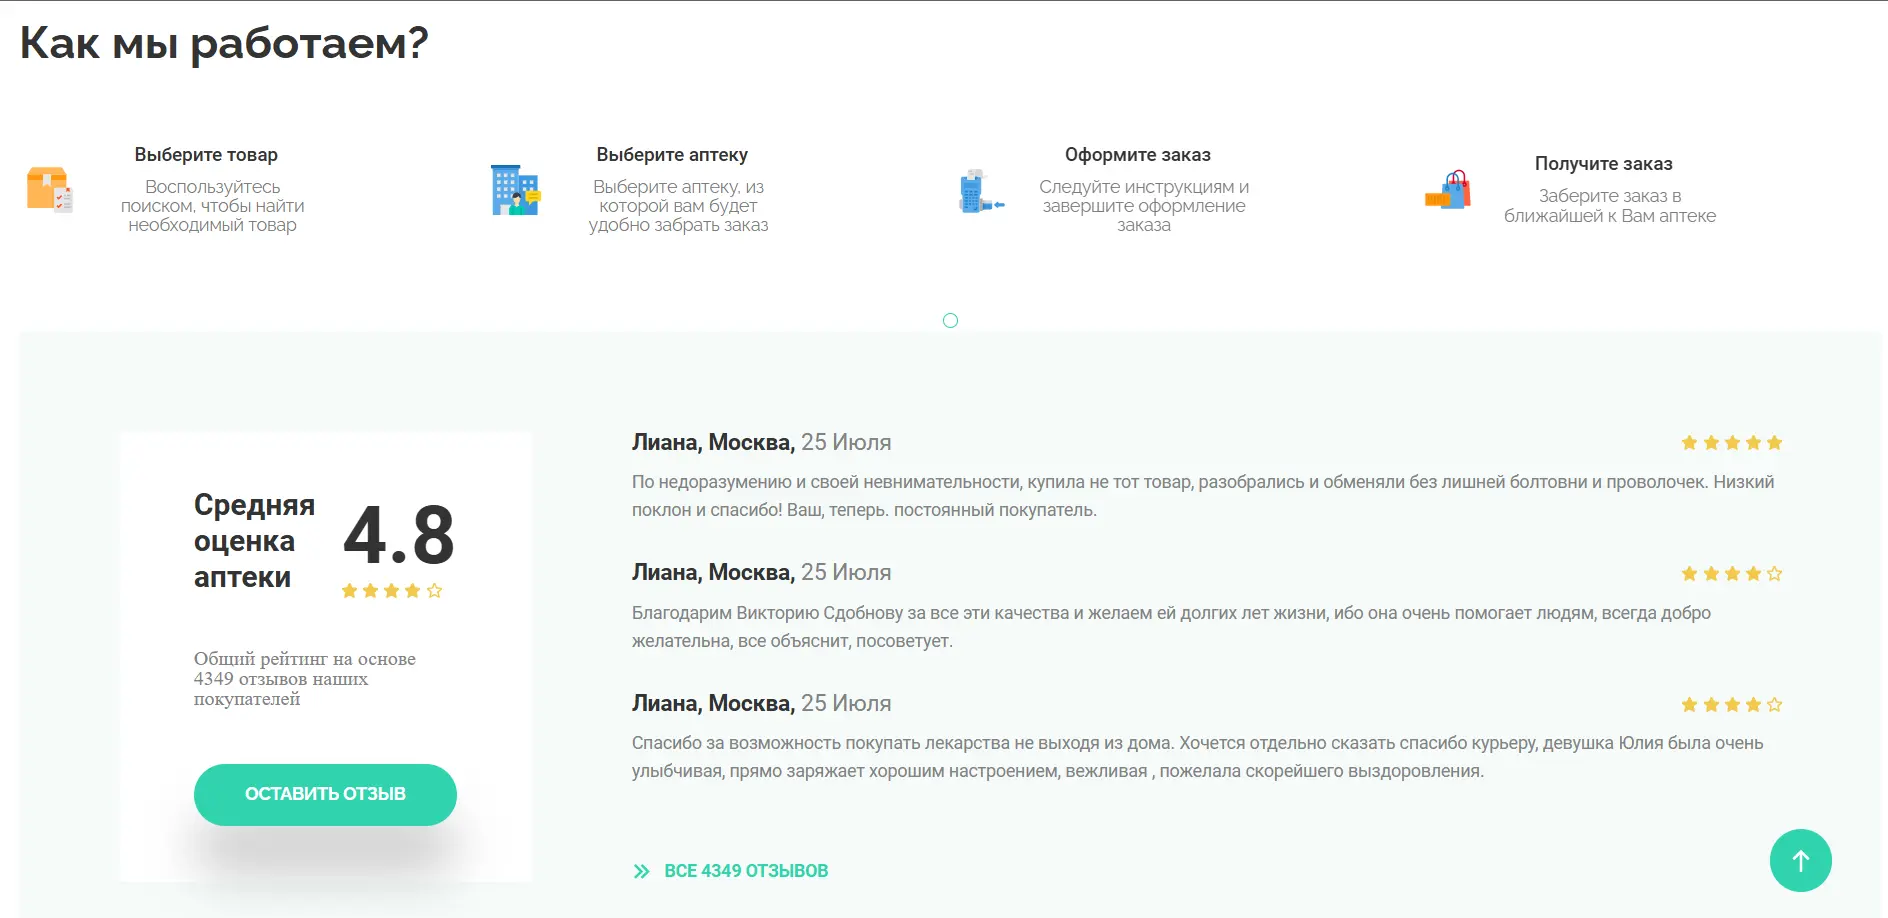 Как мы работаем?
Выберите товар
Воспользуйтесь
поиском, чтобы найти
необходимый товар
Выберите аптеку
Выберите аптеку, из
которой вам будет
удобно забрать заказ
Оформите заказ
Следуйте инструкциям и
завершите оформление
заказа
Получите заказ
Заберите заказ в
ближайшей к Вам аптеке
Средняя
оценка
аптеки
4.8
Общий рейтинг на основе
4349 отзывов наших
покупателей
ОСТАВИТЬ ОТЗЫВ
Лиана, Москва, 25 Июля
По недоразумению и своей невнимательности, купила не тот товар, разобрались и обменяли без лишней болтовни и проволочек. Низкий
поклон и спасибо! Ваш, теперь. постоянный покупатель.
Лиана, Москва, 25 Июля
Благодарим Викторию Сдобнову за все эти качества и желаем ей долгих лет жизни, ибо она очень помогает людям, всегда добро
желательна, все объяснит, посоветует.
Лиана, Москва, 25 Июля
Спасибо за возможность покупать лекарства не выходя из дома. Хочется отдельно сказать спасибо курьеру, девушка Юлия была очень
улыбчивая, прямо заряжает хорошим настроением, вежливая , пожелала скорейшего выздоровления.
ВСЕ 4349 ОТЗЫВОВ